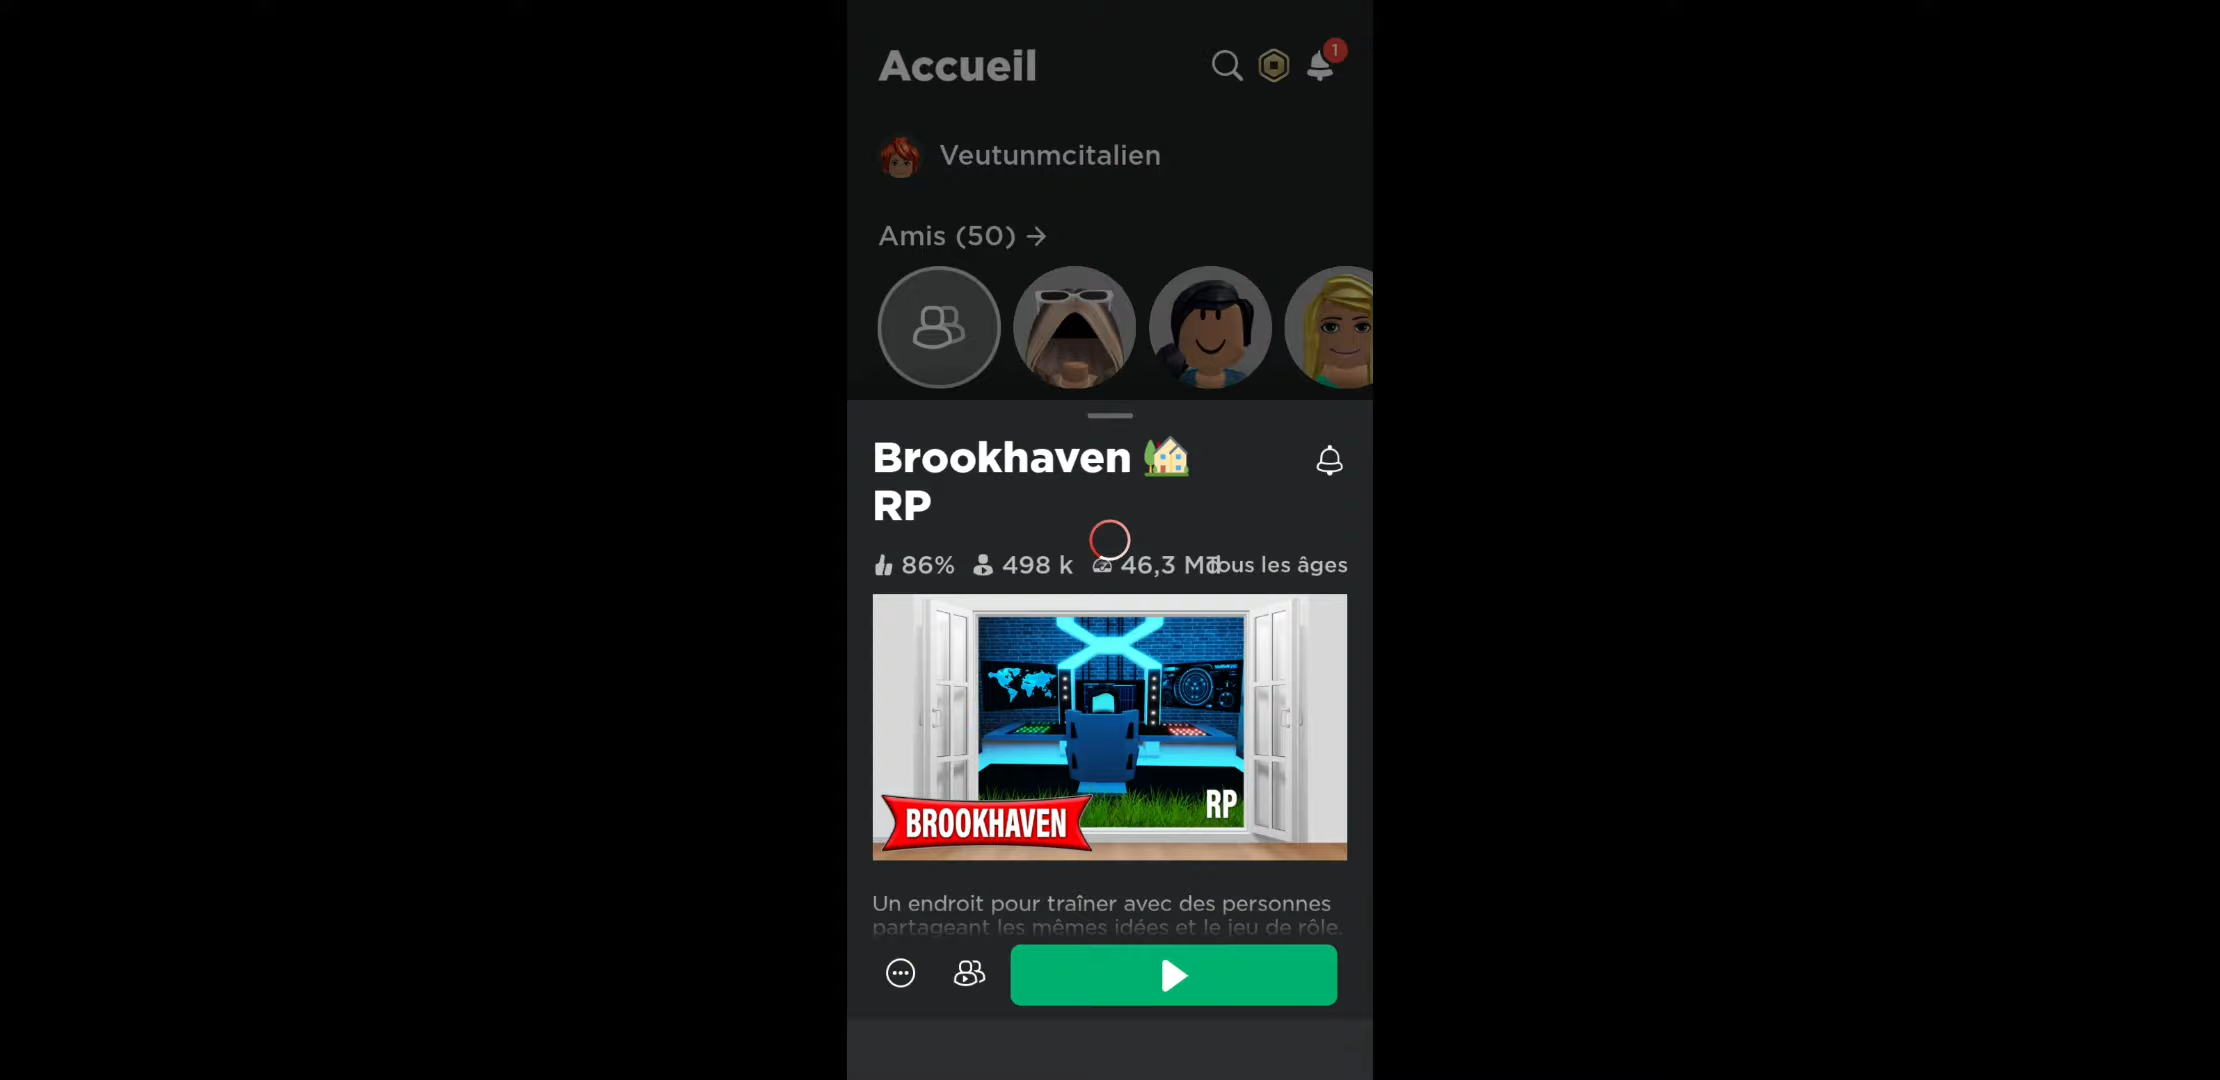 Accueil
1
Veutunmcitalien
Amis (50) →
Brookhaven 🏡
RP
86% 498 k 46,3 Md Tous les âges
BROOKHAVEN
RP
Un endroit pour traîner avec des personnes
partageant les mêmes idées et le jeu de rôle.